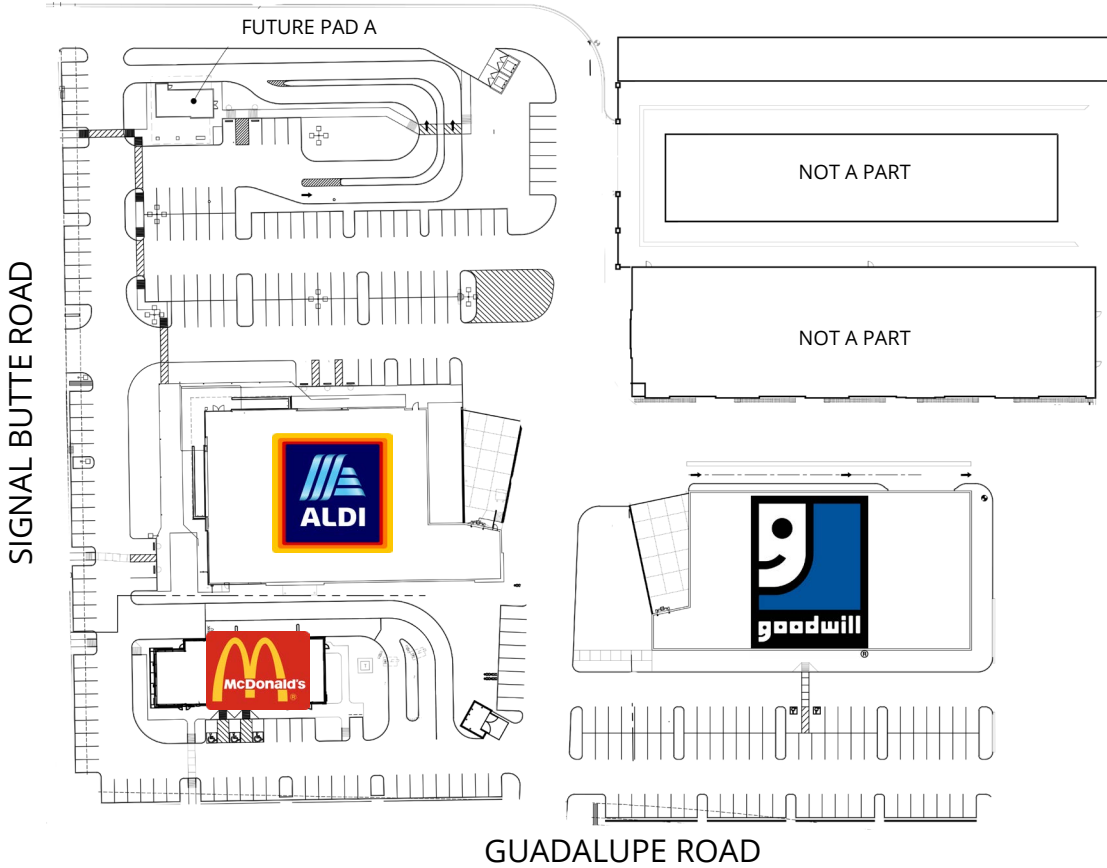 FUTURE PAD A
NOT A PART
NOT A PART
SIGNAL BUTTE ROAD
ALDI
goodwill
®
McDonald's
®
GUADALUPE ROAD